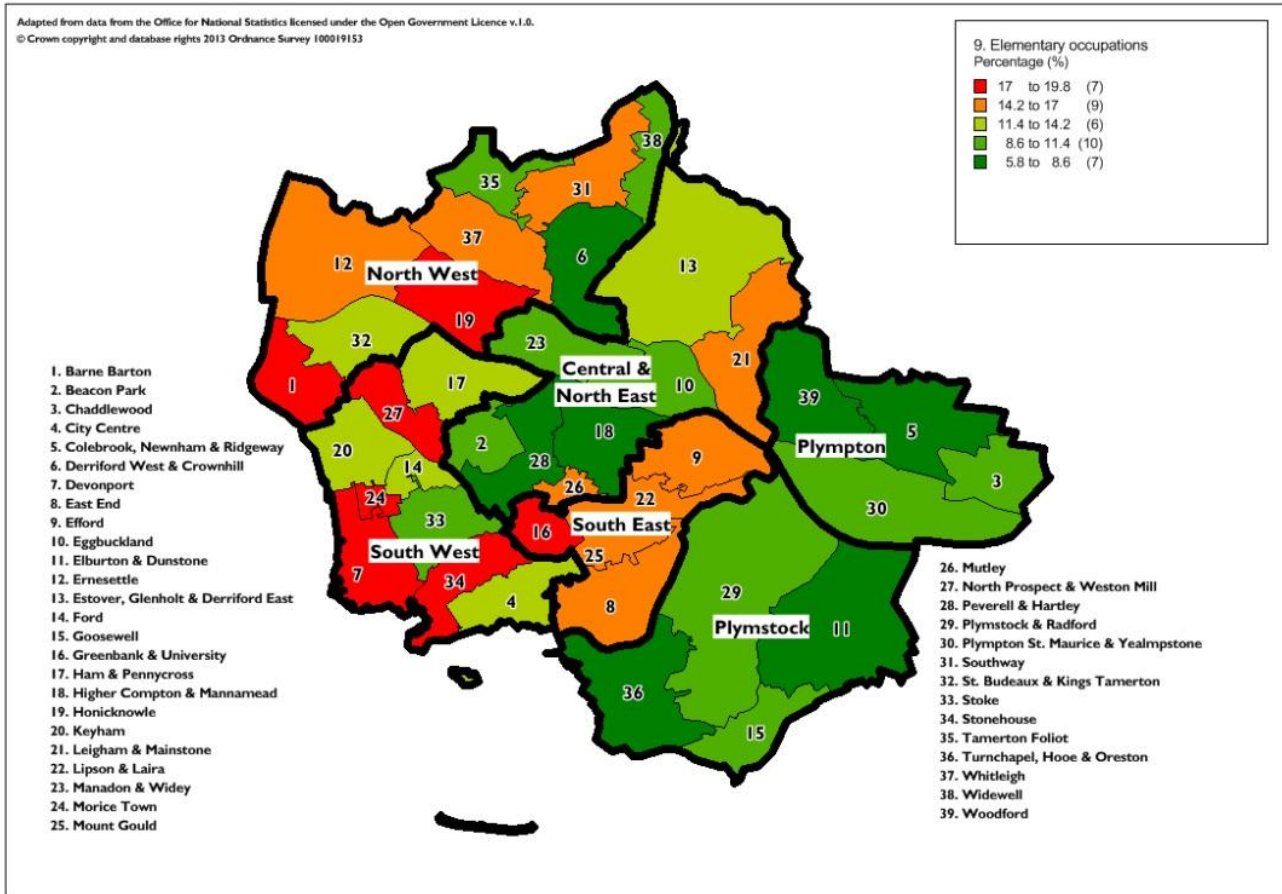 Adapted from data from the Office for National Statistics licensed under the Open Government Licence v.1.0.
© Crown copyright and database rights 2013 Ordnance Survey 100019153
9. Elementary occupations
Percentage (%)
17 to 19.8 (7)
14.2 to 17 (9)
11.4 to 14.2 (6)
8.6 to 11.4 (10)
5.8 to 8.6 (7)
38
35
31
37
6
12
North West
13
19
32
23
21
1
17
Central &
North East
10
27
39
5
2
18
20
28
Plympton
9
14
3
26
22
24
30
33
16
South East
South West
25
7
34
29
4
8
Plymstock
11
36
15
1. Barne Barton
2. Beacon Park
3. Chaddlewood
4. City Centre
5. Colebrook, Newnham & Ridgeway
6. Derriford West & Crownhill
7. Devonport
8. East End
9. Efford
10. Eggbuckland
11. Elburton & Dunstone
12. Ernesettle
13. Estover, Glenholt & Derriford East
14. Ford
15. Goosewell
16. Greenbank & University
17. Ham & Pennycross
18. Higher Compton & Mannamead
19. Honicknowle
20. Keyham
21. Leigham & Mainstone
22. Lipson & Laira
23. Manadon & Widey
24. Morice Town
25. Mount Gould
26. Mutley
27. North Prospect & Weston Mill
28. Peverell & Hartley
29. Plymstock & Radford
30. Plympton St. Maurice & Yealmpstone
31. Southway
32. St. Budeaux & Kings Tamerton
33. Stoke
34. Stonehouse
35. Tamerton Foliot
36. Turnchapel, Hooe & Oreston
37. Whitleigh
38. Widewell
39. Woodford